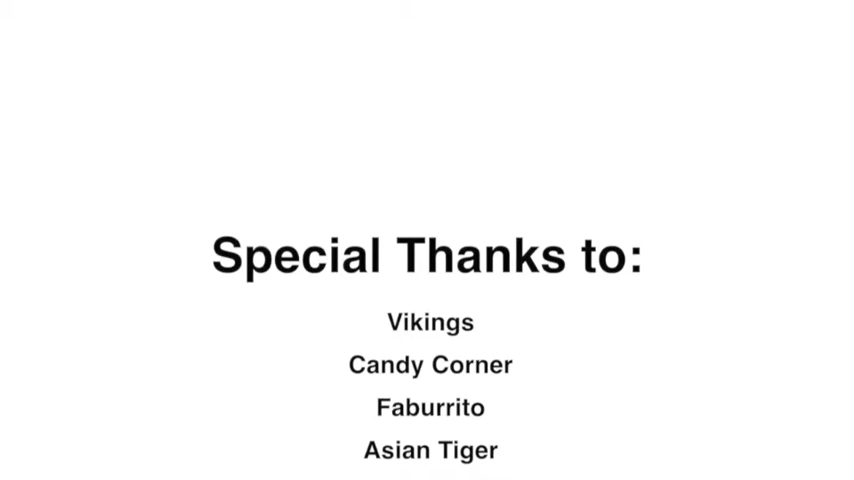 Special Thanks to:
Vikings
Candy Corner
Faburrito
Asian Tiger